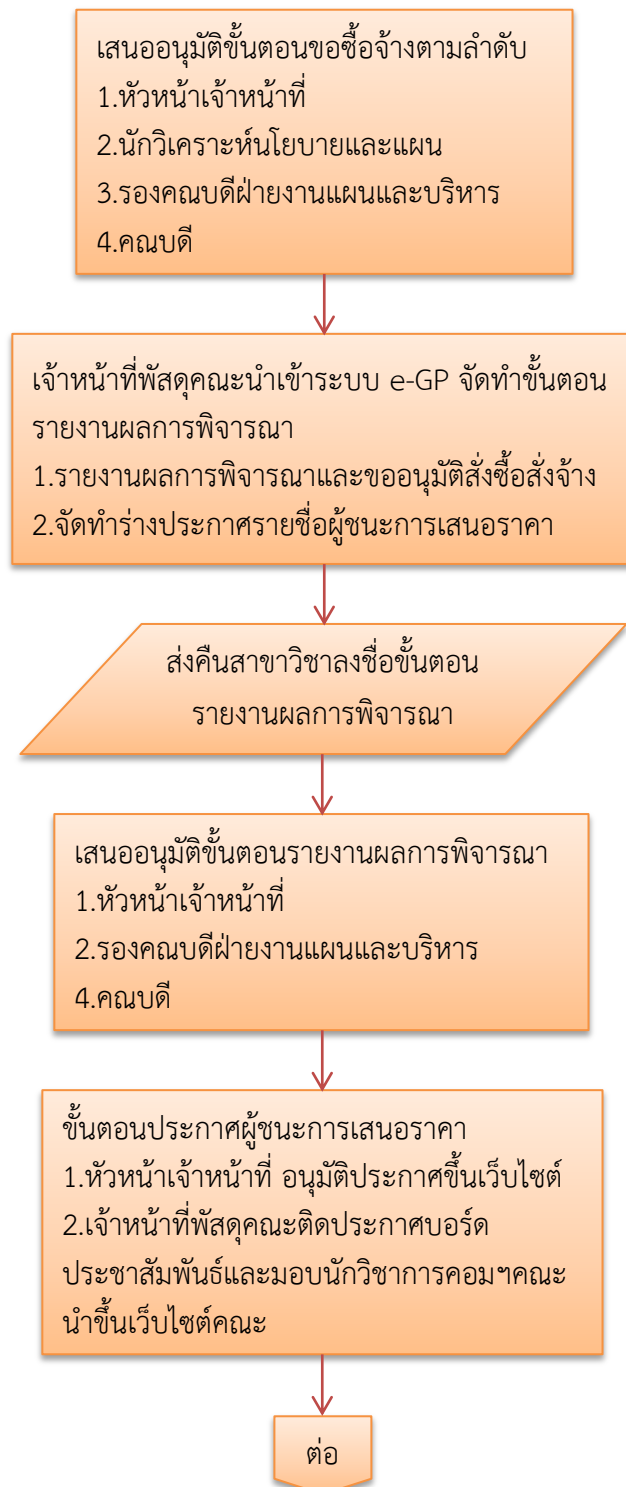 เสนออนุมัติขั้นตอนขอซื้อจ้างตามลำดับ
1.หัวหน้าเจ้าหน้าที่
2.นักวิเคราะห์นโยบายและแผน
3.รองคณบดีฝ่ายงานแผนและบริหาร
4.คณบดี
เจ้าหน้าที่พัสดุคณะนำเข้าระบบ e-GP จัดทำขั้นตอน
รายงานผลการพิจารณา
1.รายงานผลการพิจารณาและขออนุมัติสั่งซื้อสั่งจ้าง
2.จัดทำร่างประกาศรายชื่อผู้ชนะการเสนอราคา
ส่งคืนสาขาวิชาลงชื่อขั้นตอน
รายงานผลการพิจารณา
เสนออนุมัติขั้นตอนรายงานผลการพิจารณา
1.หัวหน้าเจ้าหน้าที่
2.รองคณบดีฝ่ายงานแผนและบริหาร
4.คณบดี
ขั้นตอนประกาศผู้ชนะการเสนอราคา
1.หัวหน้าเจ้าหน้าที่ อนุมัติประกาศขึ้นเว็บไซต์
2.เจ้าหน้าที่พัสดุคณะติดประกาศบอร์ด
ประชาสัมพันธ์และมอบนักวิชาการคอมฯคณะ
นำขึ้นเว็บไซต์คณะ
ต่อ